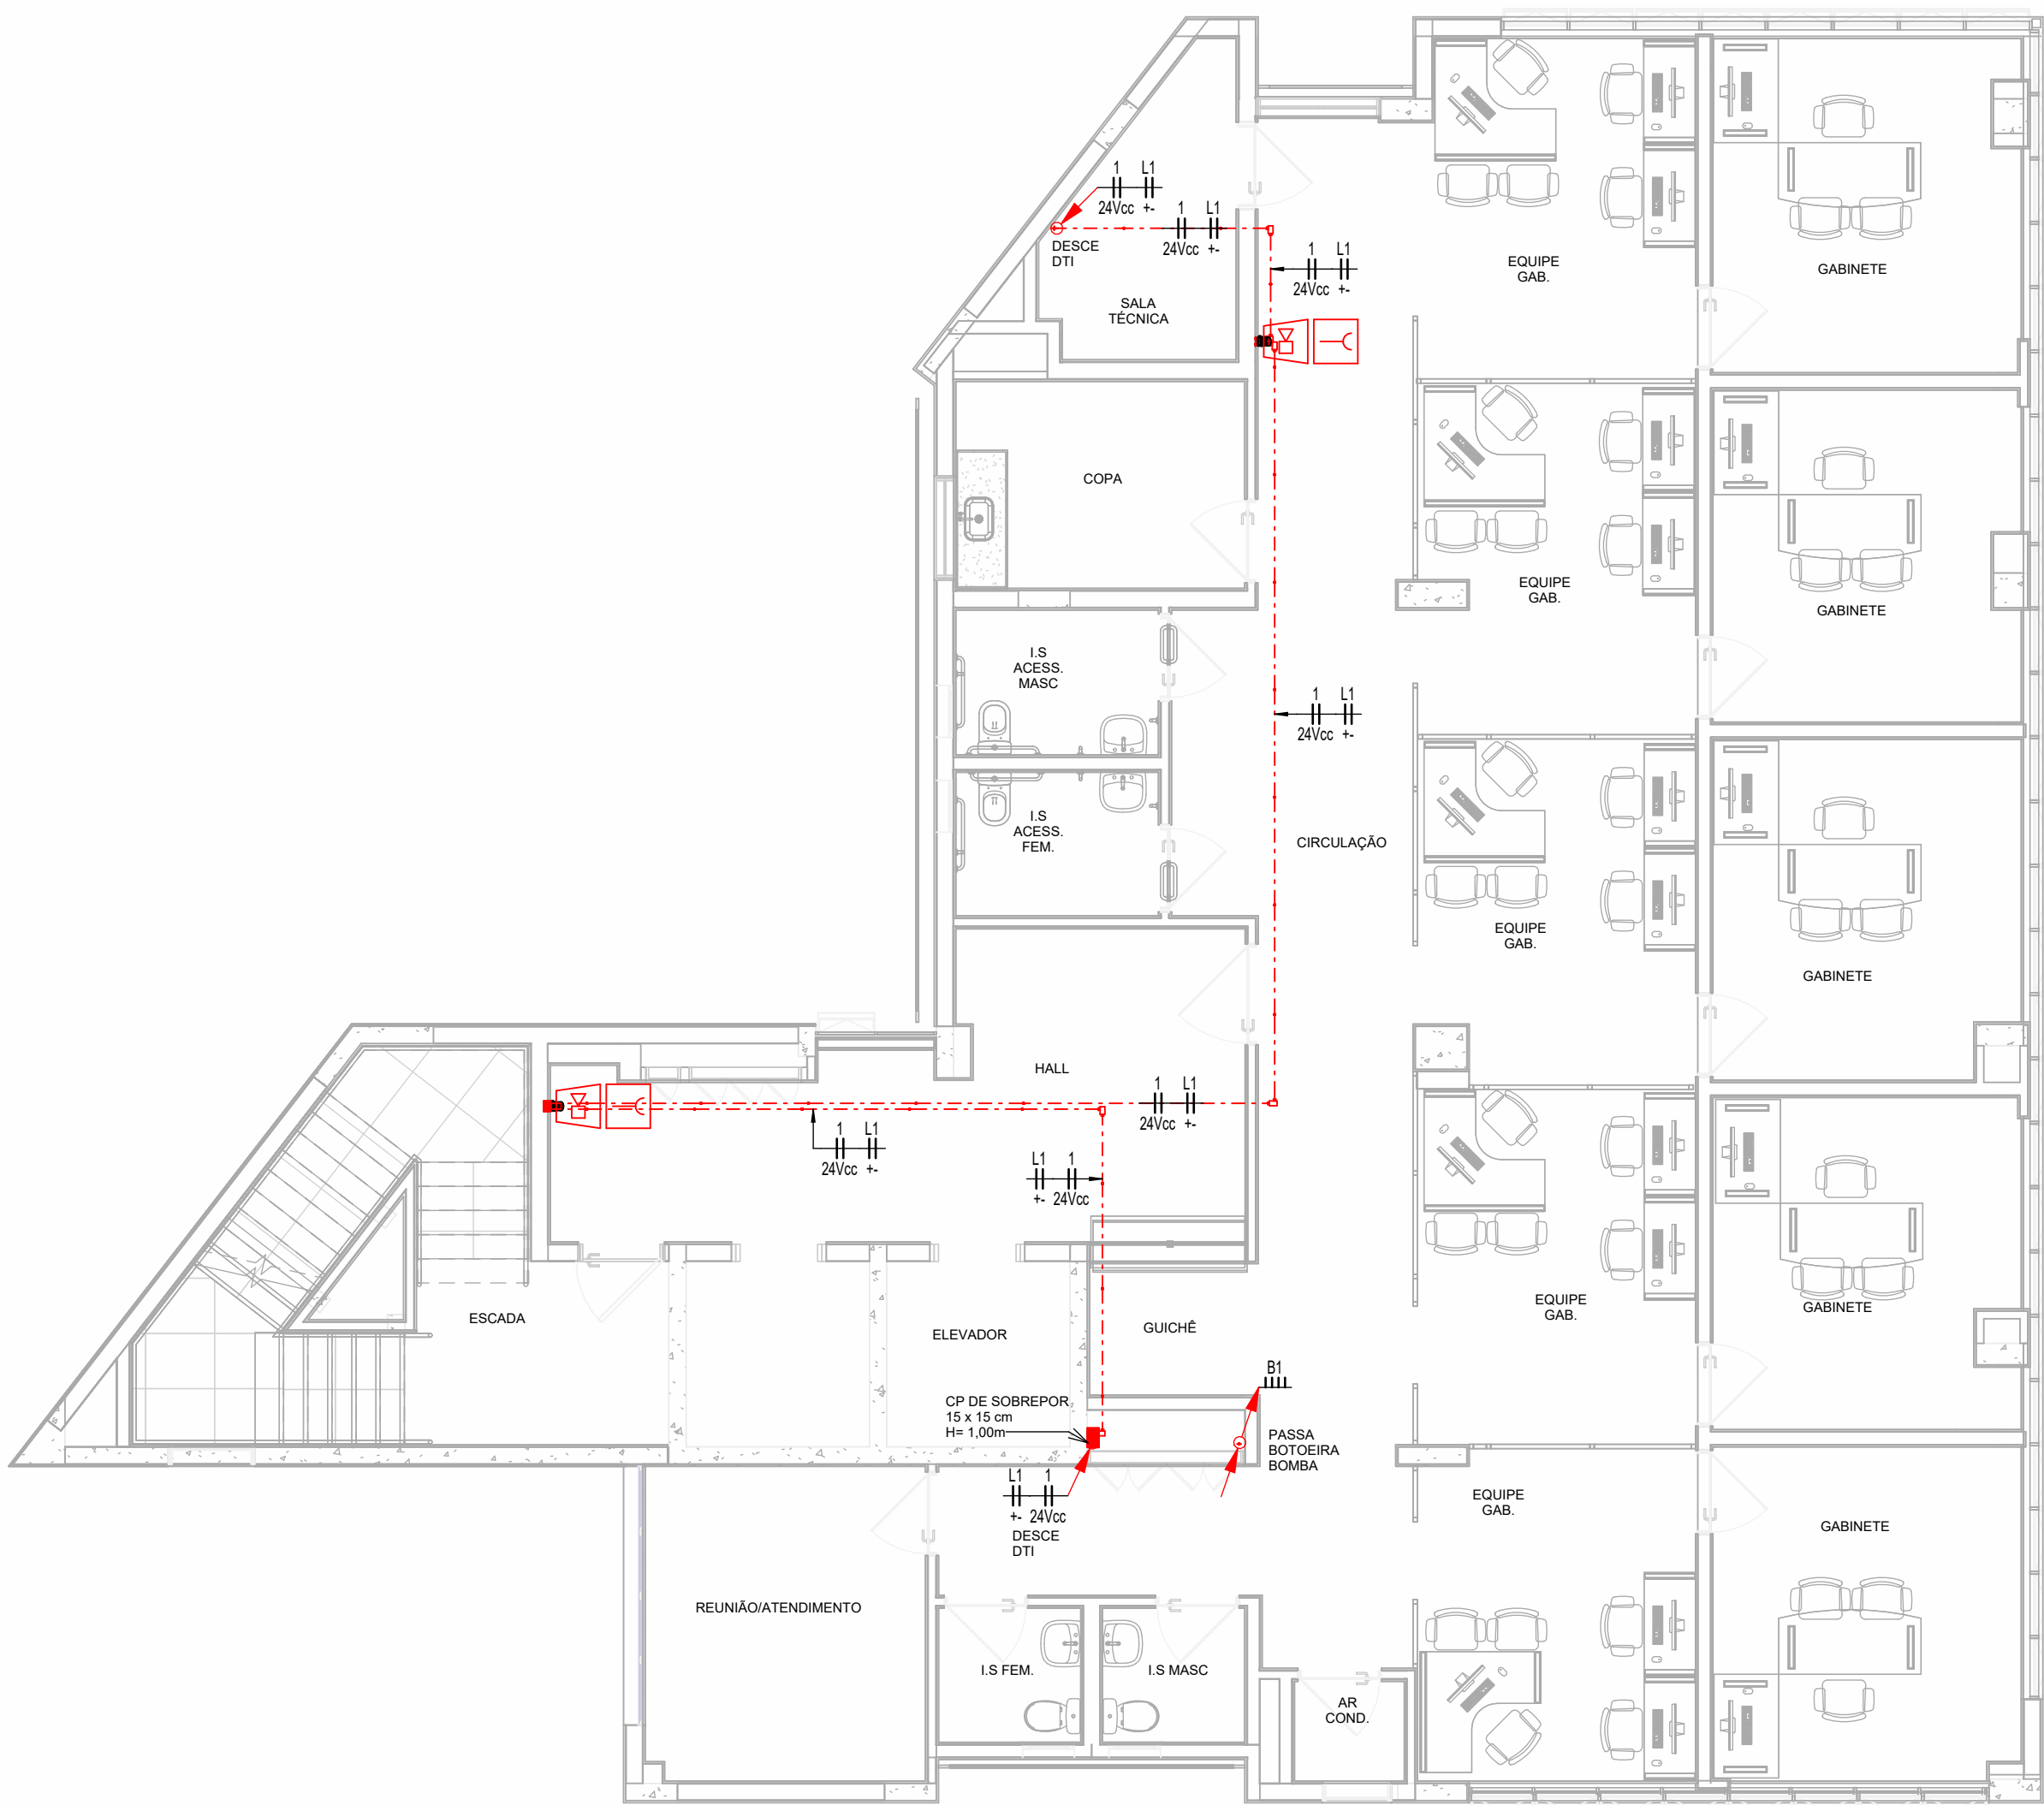 1 L1
24Vcc +-
1 L1
24Vcc +-
DESCE
DTI
1 L1
24Vcc +-
EQUIPE
GAB.
GABINETE
SALA
TÉCNICA
COPA
EQUIPE
GAB.
GABINETE
I.S
ACESS.
MASC
1 L1
24Vcc +-
I.S
ACESS.
FEM.
CIRCULAÇÃO
EQUIPE
GAB.
GABINETE
HALL
1 L1
24Vcc +-
1 L1
24Vcc +-
L1 1
+- 24Vcc
ESCADA
ELEVADOR
GUICHÊ
EQUIPE
GAB.
GABINETE
B1
CP DE SOBREPOR
15 x 15 cm
H= 1,00m
PASSA
BOTOEIRA
BOMBA
L1 1
+- 24Vcc
DESCE
DTI
EQUIPE
GAB.
GABINETE
REUNIÃO/ATENDIMENTO
I.S FEM.
I.S MASC
AR
COND.